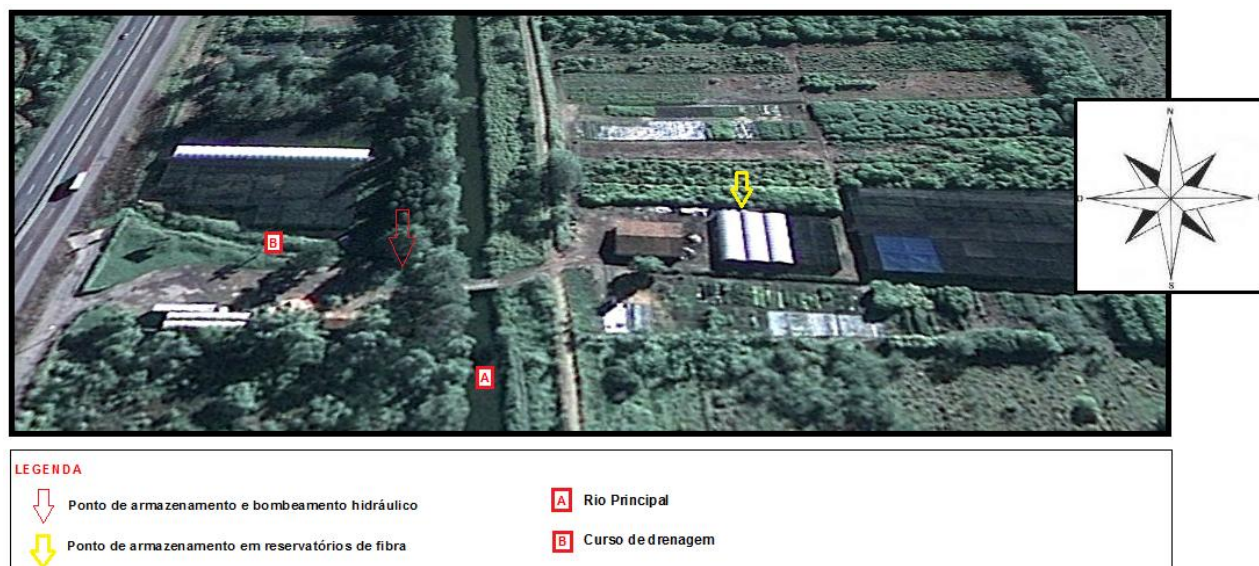 N
S
B
A
LEGENDA
Ponto de armazenamento e bombeamento hidráulico
A Rio Principal
Ponto de armazenamento em reservatórios de fibra
B Curso de drenagem